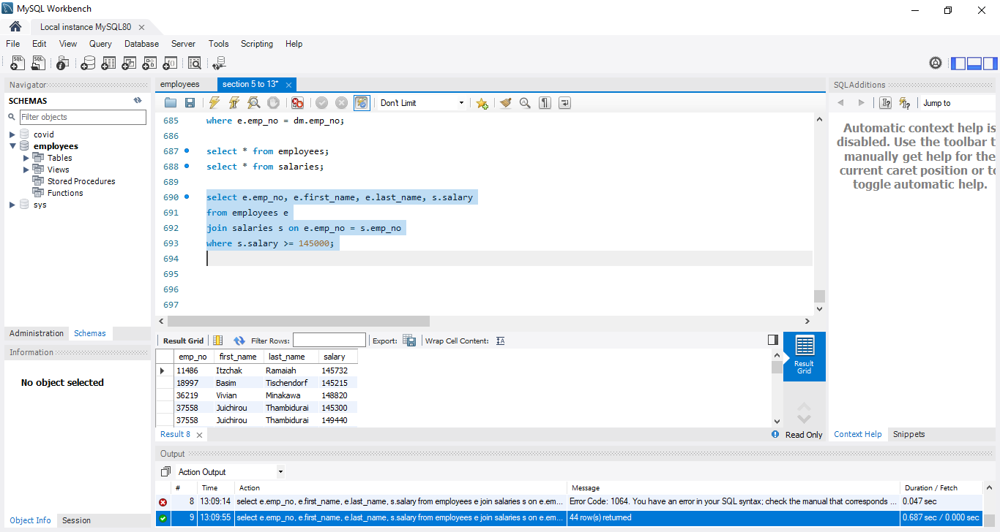 MySQL Workbench
Local instance MySQL80
File Edit View Query Database Server Tools Scripting Help
Navigator
SCHEMAS
Filter objects
covid
employees
Tables
Views
Stored Procedures
Functions
sys
Administration Schemas
Information
No object selected
Object Info Session
employees section 5 to 13*
Don't Limit
685 where e.emp_no = dm.emp_no;
686
687 select * from employees;
688 select * from salaries;
689
690 select e.emp_no, e.first_name, e.last_name, s.salary
691 from employees e
692 join salaries s on e.emp_no = s.emp_no
693 where s.salary >= 145000;
694
695
696
697
Result Grid Filter Rows: Export: Wrap Cell Content:
emp_no first_name last_name salary
11486 Itzchak Ramaiah 145732
18997 Basim Tischendorf 145215
36219 Vivian Minakawa 148820
37558 Juichirou Thambidurai 145300
37558 Juichirou Thambidurai 149440
Result Grid
Result 8 Read Only
SQLAdditions
Jump to
Automatic context help is
disabled. Use the toolbar t
manually get help for the
current caret position or to
toggle automatic help.
Context Help Snippets
Output
Action Output
# Time Action Message Duration / Fetch
8 13:09:14 select e.emp_no, e.first_name, e.last_name, s.salary from employees e join salaries s on e.em... Error Code: 1064. You have an error in your SQL syntax; check the manual that corresponds ... 0.047 sec
9 13:09:55 select e.emp_no, e.first_name, e.last_name, s.salary from employees e join salaries s on e.em... 44 row(s) returned 0.687 sec / 0.000 sec